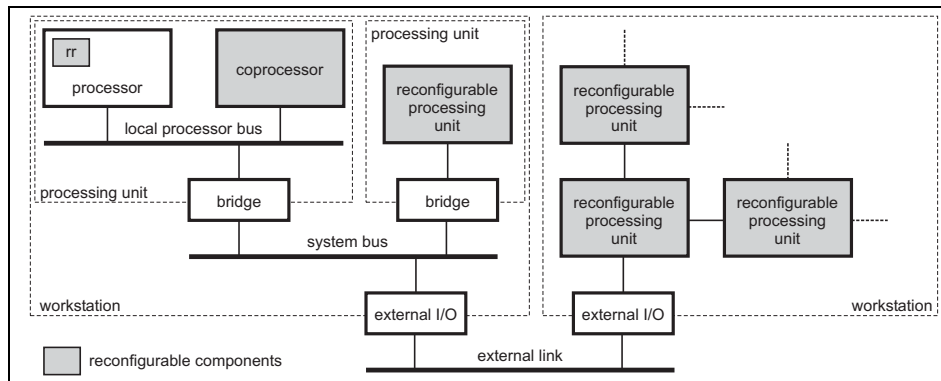 rr
processor
coprocessor
local processor bus
processing unit
bridge
processing unit
reconfigurable
processing
unit
bridge
system bus
workstation
external I/O
reconfigurable
processing
unit
reconfigurable
processing
unit
reconfigurable
processing
unit
external I/O
workstation
external link
reconfigurable components